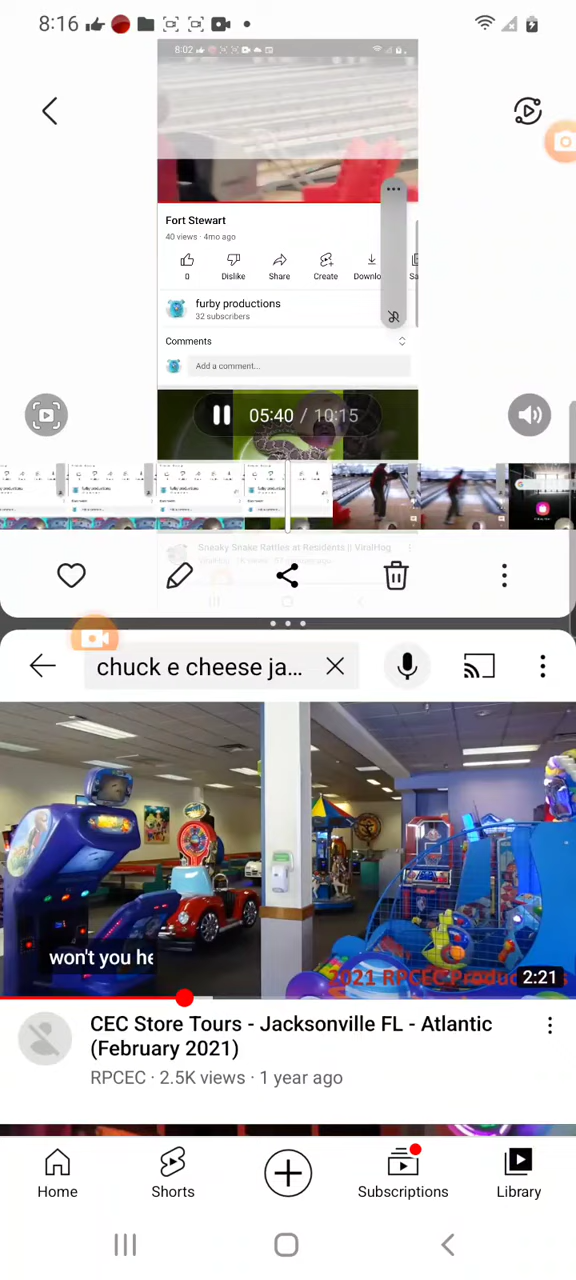 8:16
8:02
Fort Stewart
40 views · 4mo ago
0 Dislike Share Create Downlo
furby productions
32 subscribers
Comments
Add a comment...
05:40 / 10:15
Sneaky Snake Rattles at Residents || ViralHog
chuck e cheese ja...
won't you he
2021 RPCEC Produc
2:21
CEC Store Tours - Jacksonville FL - Atlantic
(February 2021)
RPCEC · 2.5K views · 1 year ago
Home Shorts Subscriptions Library